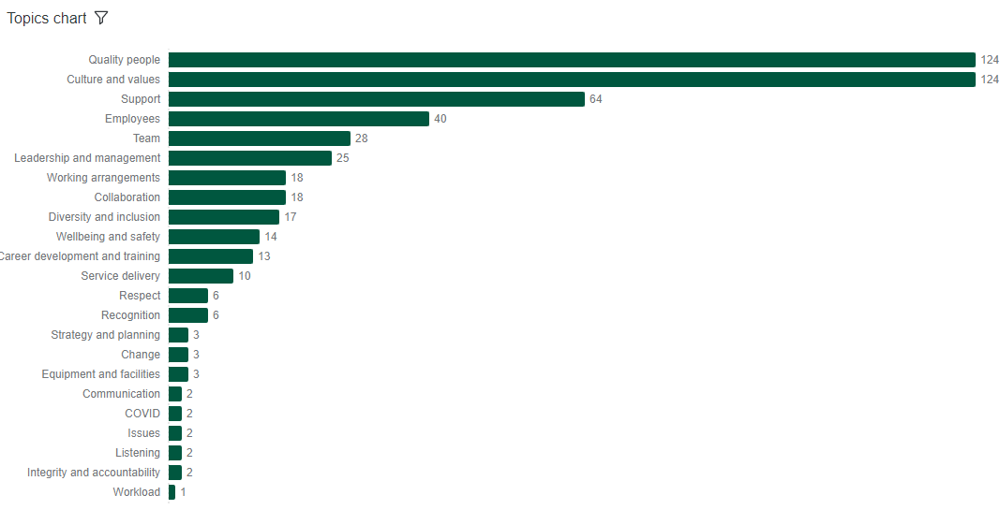 Topics chart
Quality people 124
Culture and values 124
Support 64
Employees 40
Team 28
Leadership and management 25
Working arrangements 18
Collaboration 18
Diversity and inclusion 17
Wellbeing and safety 14
Career development and training 13
Service delivery 10
Respect 6
Recognition 6
Strategy and planning 3
Change 3
Equipment and facilities 3
Communication 2
COVID 2
Issues 2
Listening 2
Integrity and accountability 2
Workload 1